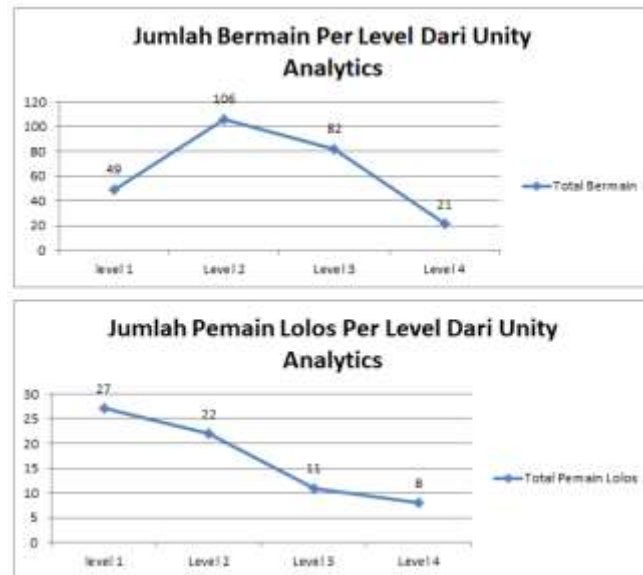 Jumlah Bermain Per Level Dari Unity
Analytics
120
100
80
60
40
20
0
49
106
82
21
level 1
Level 2
Level 3
Level 4
Total Bermain
Jumlah Pemain Lolos Per Level Dari Unity
Analytics
30
25
20
15
10
5
0
27
22
11
8
level 1
Level 2
Level 3
Level 4
Total Pemain Lolos